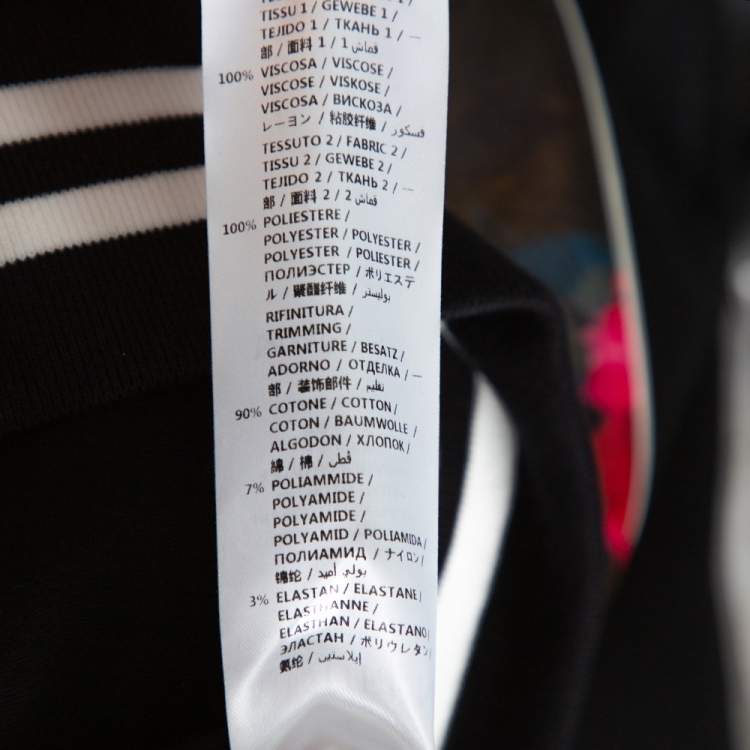 TISSU 1 / GEWEBE 1 /
TEJIDO 1 / ТКАНЬ 1 / 一
部 / 面料 1 / 1 قماش
100% VISCOSA / VISCOSE /
VISCOSE / VISKOSE /
VISCOSA / ВИСКОЗА /
レーヨン / 粘胶纤维 / فسكوز
TESSUTO 2 / FABRIC 2 /
TISSU 2 / GEWEBE 2 /
TEJIDO 2 / ТКАНЬ 2 / 一
部 / 面料 2 / 2 قماش
100% POLIESTERE /
POLYESTER / POLYESTER /
POLYESTER / POLIESTER /
ПОЛИЭСТЕР / ポリエステ
ル / 聚酯纤维 / بوليستر
RIFINITURA /
TRIMMING /
GARNITURE / BESATZ /
ADORNO / ОТДЕЛКА / 一
部 / 装饰部件 / تقليم
90% COTONE / COTTON /
COTON / BAUMWOLLE /
ALGODON / ХЛОПОК /
綿 / 棉 / قطن
7% POLIAMMIDE /
POLYAMIDE /
POLYAMIDE /
POLYAMID / POLIAMIDA /
ПОЛИАМИД / ナイロン /
锦纶 / بولي أميد
3% ELASTAN / ELASTANE /
ELASTHANNE /
ELASTHAN / ELASTANO
ЭЛАСТАН / ポリウレタン /
氨纶 / إيلاستين